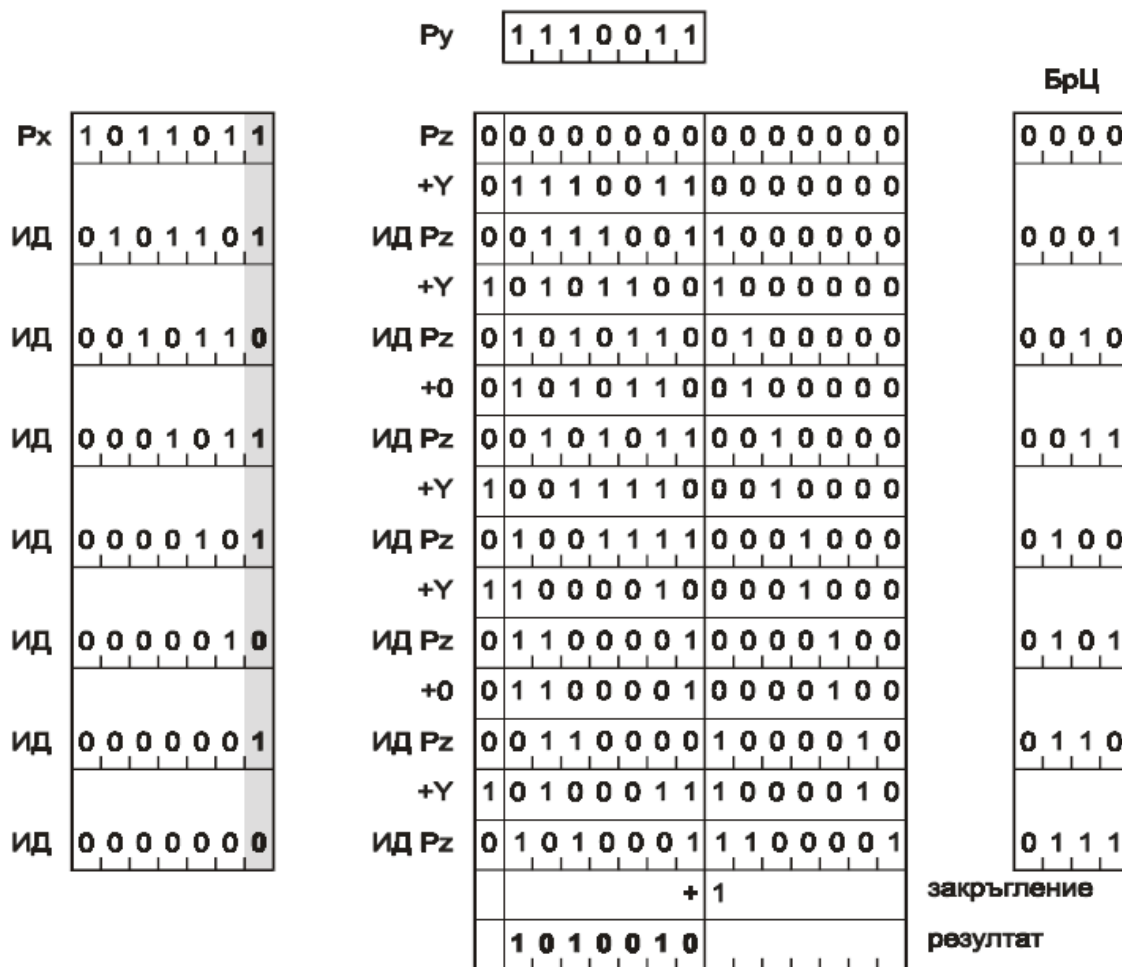 Py 1 1 1 0 0 1 1
БрЦ
Px 1 0 1 1 0 1 1 Pz 0 0 0 0 0 0 0 0 0 0 0 0 0 0 0 0 0 0 0
+Y 0 1 1 1 0 0 1 1 0 0 0 0 0 0 0
ИД 0 1 0 1 1 0 1 ИД Pz 0 0 1 1 1 0 0 1 1 0 0 0 0 0 0 0 0 0 1
+Y 1 0 1 0 1 1 0 0 1 0 0 0 0 0 0
ИД 0 0 1 0 1 1 0 ИД Pz 0 1 0 1 0 1 1 0 0 1 0 0 0 0 0 0 0 1 0
+0 0 1 0 1 0 1 1 0 0 1 0 0 0 0 0
ИД 0 0 0 1 0 1 1 ИД Pz 0 0 1 0 1 0 1 1 0 0 1 0 0 0 0 0 0 1 1
+Y 1 0 0 1 1 1 1 0 0 0 1 0 0 0 0
ИД 0 0 0 0 1 0 1 ИД Pz 0 1 0 0 1 1 1 1 0 0 0 1 0 0 0 0 1 0 0
+Y 1 1 0 0 0 0 1 0 0 0 0 1 0 0 0
ИД 0 0 0 0 0 1 0 ИД Pz 0 1 1 0 0 0 0 1 0 0 0 0 1 0 0 0 1 0 1
+0 0 1 1 0 0 0 0 1 0 0 0 0 1 0 0
ИД 0 0 0 0 0 0 1 ИД Pz 0 0 1 1 0 0 0 0 1 0 0 0 0 1 0 0 1 1 0
+Y 1 0 1 0 0 0 1 1 1 0 0 0 0 1 0
ИД 0 0 0 0 0 0 0 ИД Pz 0 1 0 1 0 0 0 1 1 1 0 0 0 0 1 0 1 1 1
+ 1 закръгление
1 0 1 0 0 1 0 резултат